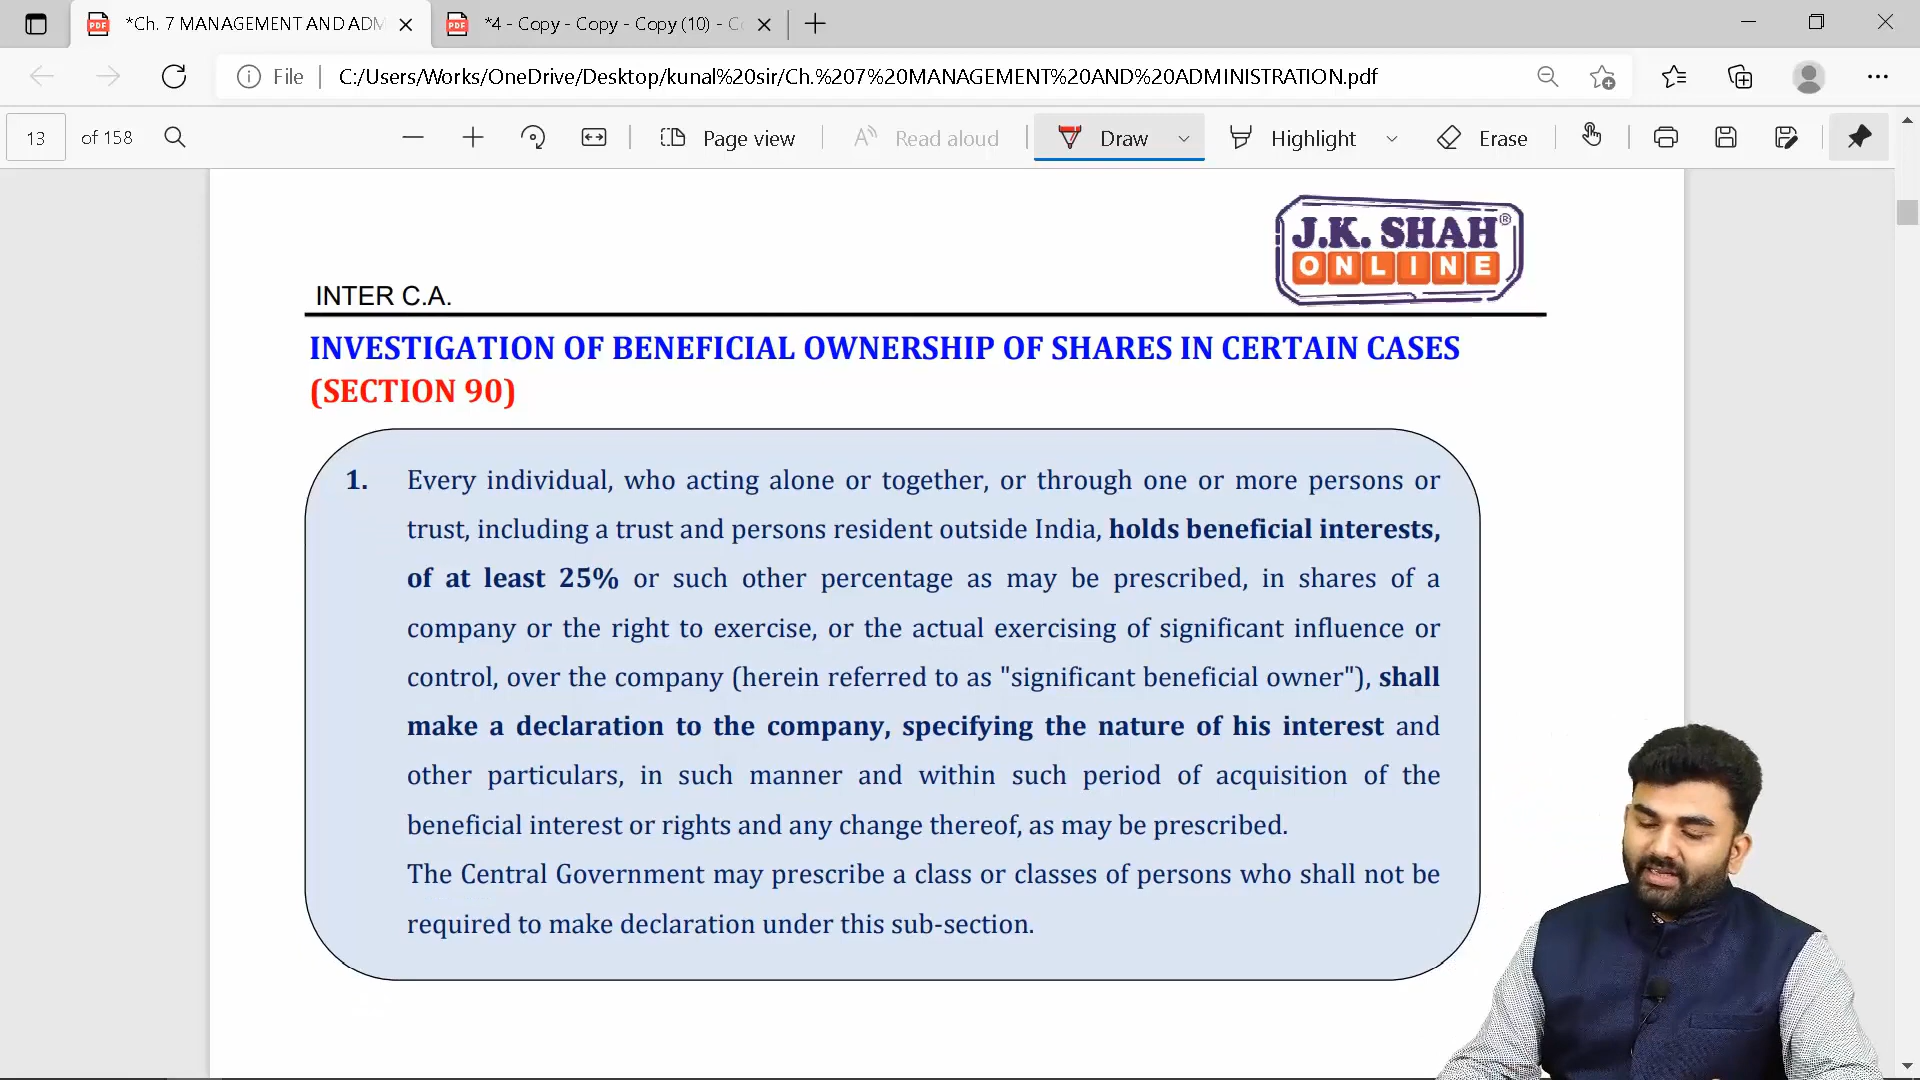 *Ch. 7 MANAGEMENT AND ADM
*4 - Copy - Copy - Copy (10) - Co
File
C:/Users/Works/OneDrive/Desktop/kunal%20sir/Ch.%207%20MANAGEMENT%20AND%20ADMINISTRATION.pdf
13 of 158
Page view
Read aloud
Draw
Highlight
Erase
J.K. SHAH®
ONLINE
INTER C.A.
INVESTIGATION OF BENEFICIAL OWNERSHIP OF SHARES IN CERTAIN CASES
(SECTION 90)
1. Every individual, who acting alone or together, or through one or more persons or
trust, including a trust and persons resident outside India, holds beneficial interests,
of at least 25% or such other percentage as may be prescribed, in shares of a
company or the right to exercise, or the actual exercising of significant influence or
control, over the company (herein referred to as "significant beneficial owner"), shall
make a declaration to the company, specifying the nature of his interest and
other particulars, in such manner and within such period of acquisition of the
beneficial interest or rights and any change thereof, as may be prescribed.
The Central Government may prescribe a class or classes of persons who shall not be
required to make declaration under this sub-section.